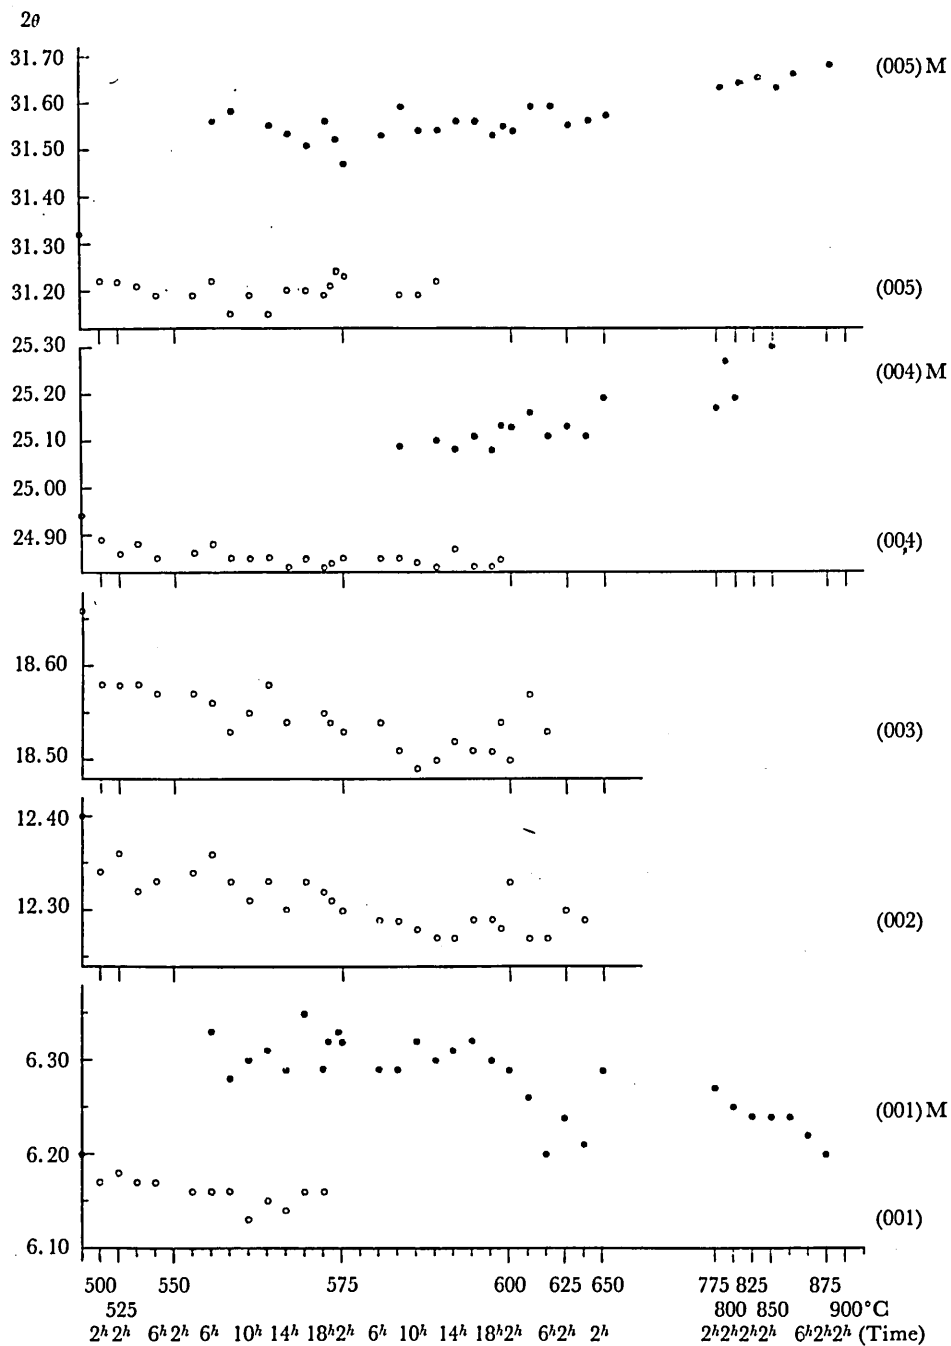 2θ
31.70 (005) M
31.60
31.50
31.40
31.30
31.20 (005)
25.30
(004) M
25.20
25.10
25.00
24.90 (004)
18.60
(003)
18.50
12.40
12.30 (002)
6.30
(001) M
6.20
(001)
6.10
500 550 575 600 625 650 775 825 875
525 800 850 900°C
2ʰ 2ʰ 6ʰ 2ʰ 6ʰ 10ʰ 14ʰ 18ʰ 2ʰ 6ʰ 10ʰ 14ʰ 18ʰ 2ʰ 6ʰ 2ʰ 2ʰ 2ʰ 2ʰ 2ʰ 2ʰ 6ʰ 2ʰ 2ʰ (Time)